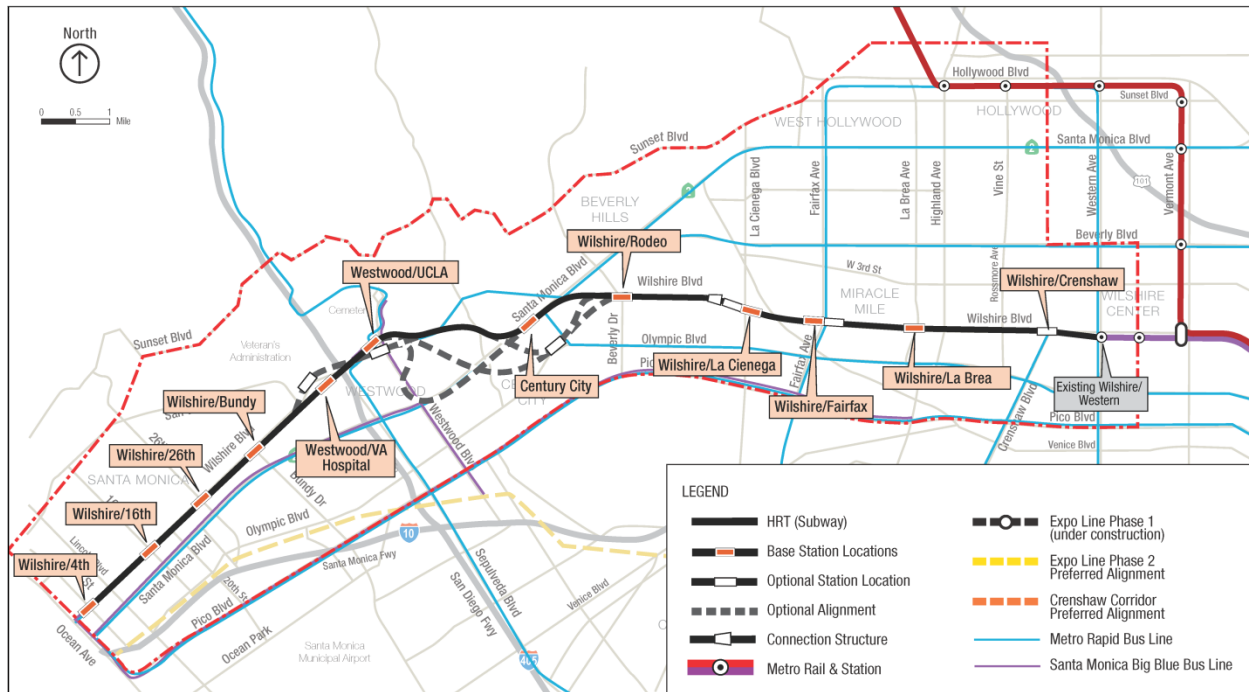 North
0 0.5 1
Mile
Hollywood Blvd
HOLLYWOOD
Sunset Blvd
WEST HOLLYWOOD
Santa Monica Blvd
2
Sunset Blvd
La Cienega Blvd
Fairfax Ave
La Brea Ave
Highland Ave
Vine St
Western Ave
101
Vermont Ave
BEVERLY
HILLS
Beverly Blvd
Wilshire/Rodeo
W 3rd St
Rossmore Ave
Westwood/UCLA
Santa Monica Blvd
Wilshire Blvd
Wilshire/Crenshaw
MIRACLE
MILE
WILSHIRE
CENTER
Wilshire Blvd
Sunset Blvd
Veteran's
Administration
Beverly Dr
Olympic Blvd
Fairfax Ave
Wilshire/La Cienega
Century City
WESTWOOD
Wilshire/La Brea
Existing Wilshire/
Western
Wilshire/Bundy
Wilshire/Fairfax
Crenshaw Blvd
Pico Blvd
Venice Blvd
Wilshire Blvd
Westwood/VA
Hospital
Wilshire/26th
SANTA MONICA
Bundy Dr
Wilshire/16th
Olympic Blvd
10
Santa Monica Fwy
Wilshire/4th
Lincoln Blvd
Santa Monica Blvd
20th St
Pico Blvd
Ocean Ave
Ocean Park
Santa Monica
Municipal Airport
Sepulveda Blvd
San Diego Fwy
Venice Blvd
405
LEGEND
HRT (Subway)
Base Station Locations
Optional Station Location
Optional Alignment
Connection Structure
Metro Rail & Station
Expo Line Phase 1
(under construction)
Expo Line Phase 2
Preferred Alignment
Crenshaw Corridor
Preferred Alignment
Metro Rapid Bus Line
Santa Monica Big Blue Bus Line